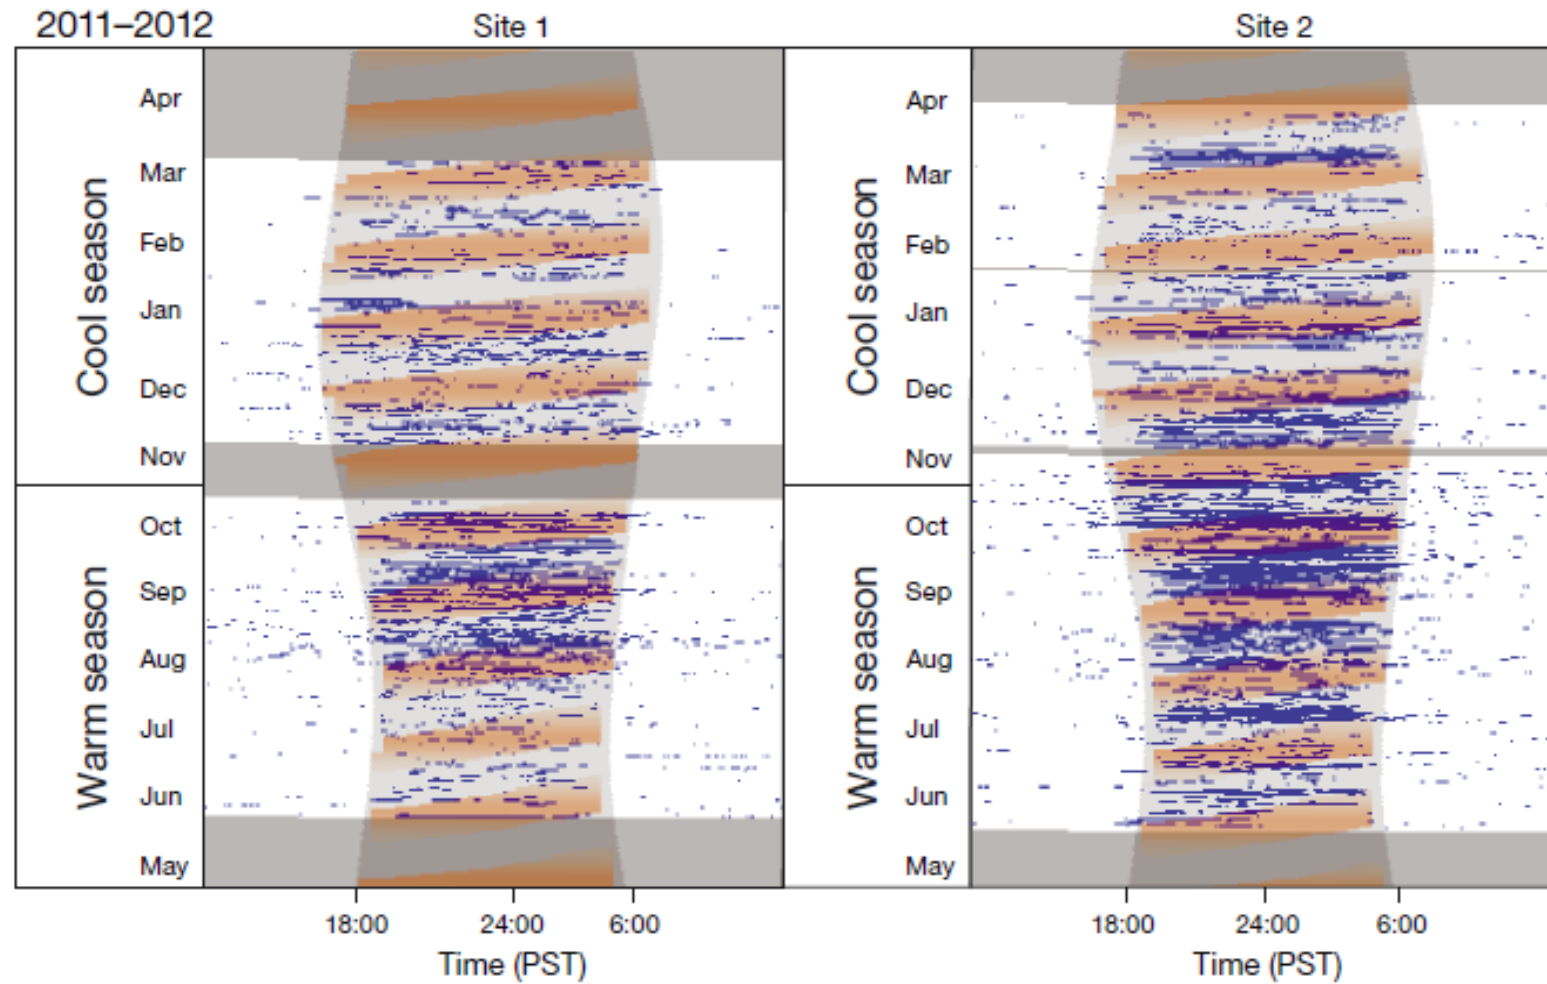 2011–2012
Site 1
Site 2
Cool season
Apr
Mar
Feb
Jan
Dec
Nov
Warm season
Oct
Sep
Aug
Jul
Jun
May
Cool season
Apr
Mar
Feb
Jan
Dec
Nov
Warm season
Oct
Sep
Aug
Jul
Jun
May
18:00
24:00
6:00
Time (PST)
18:00
24:00
6:00
Time (PST)